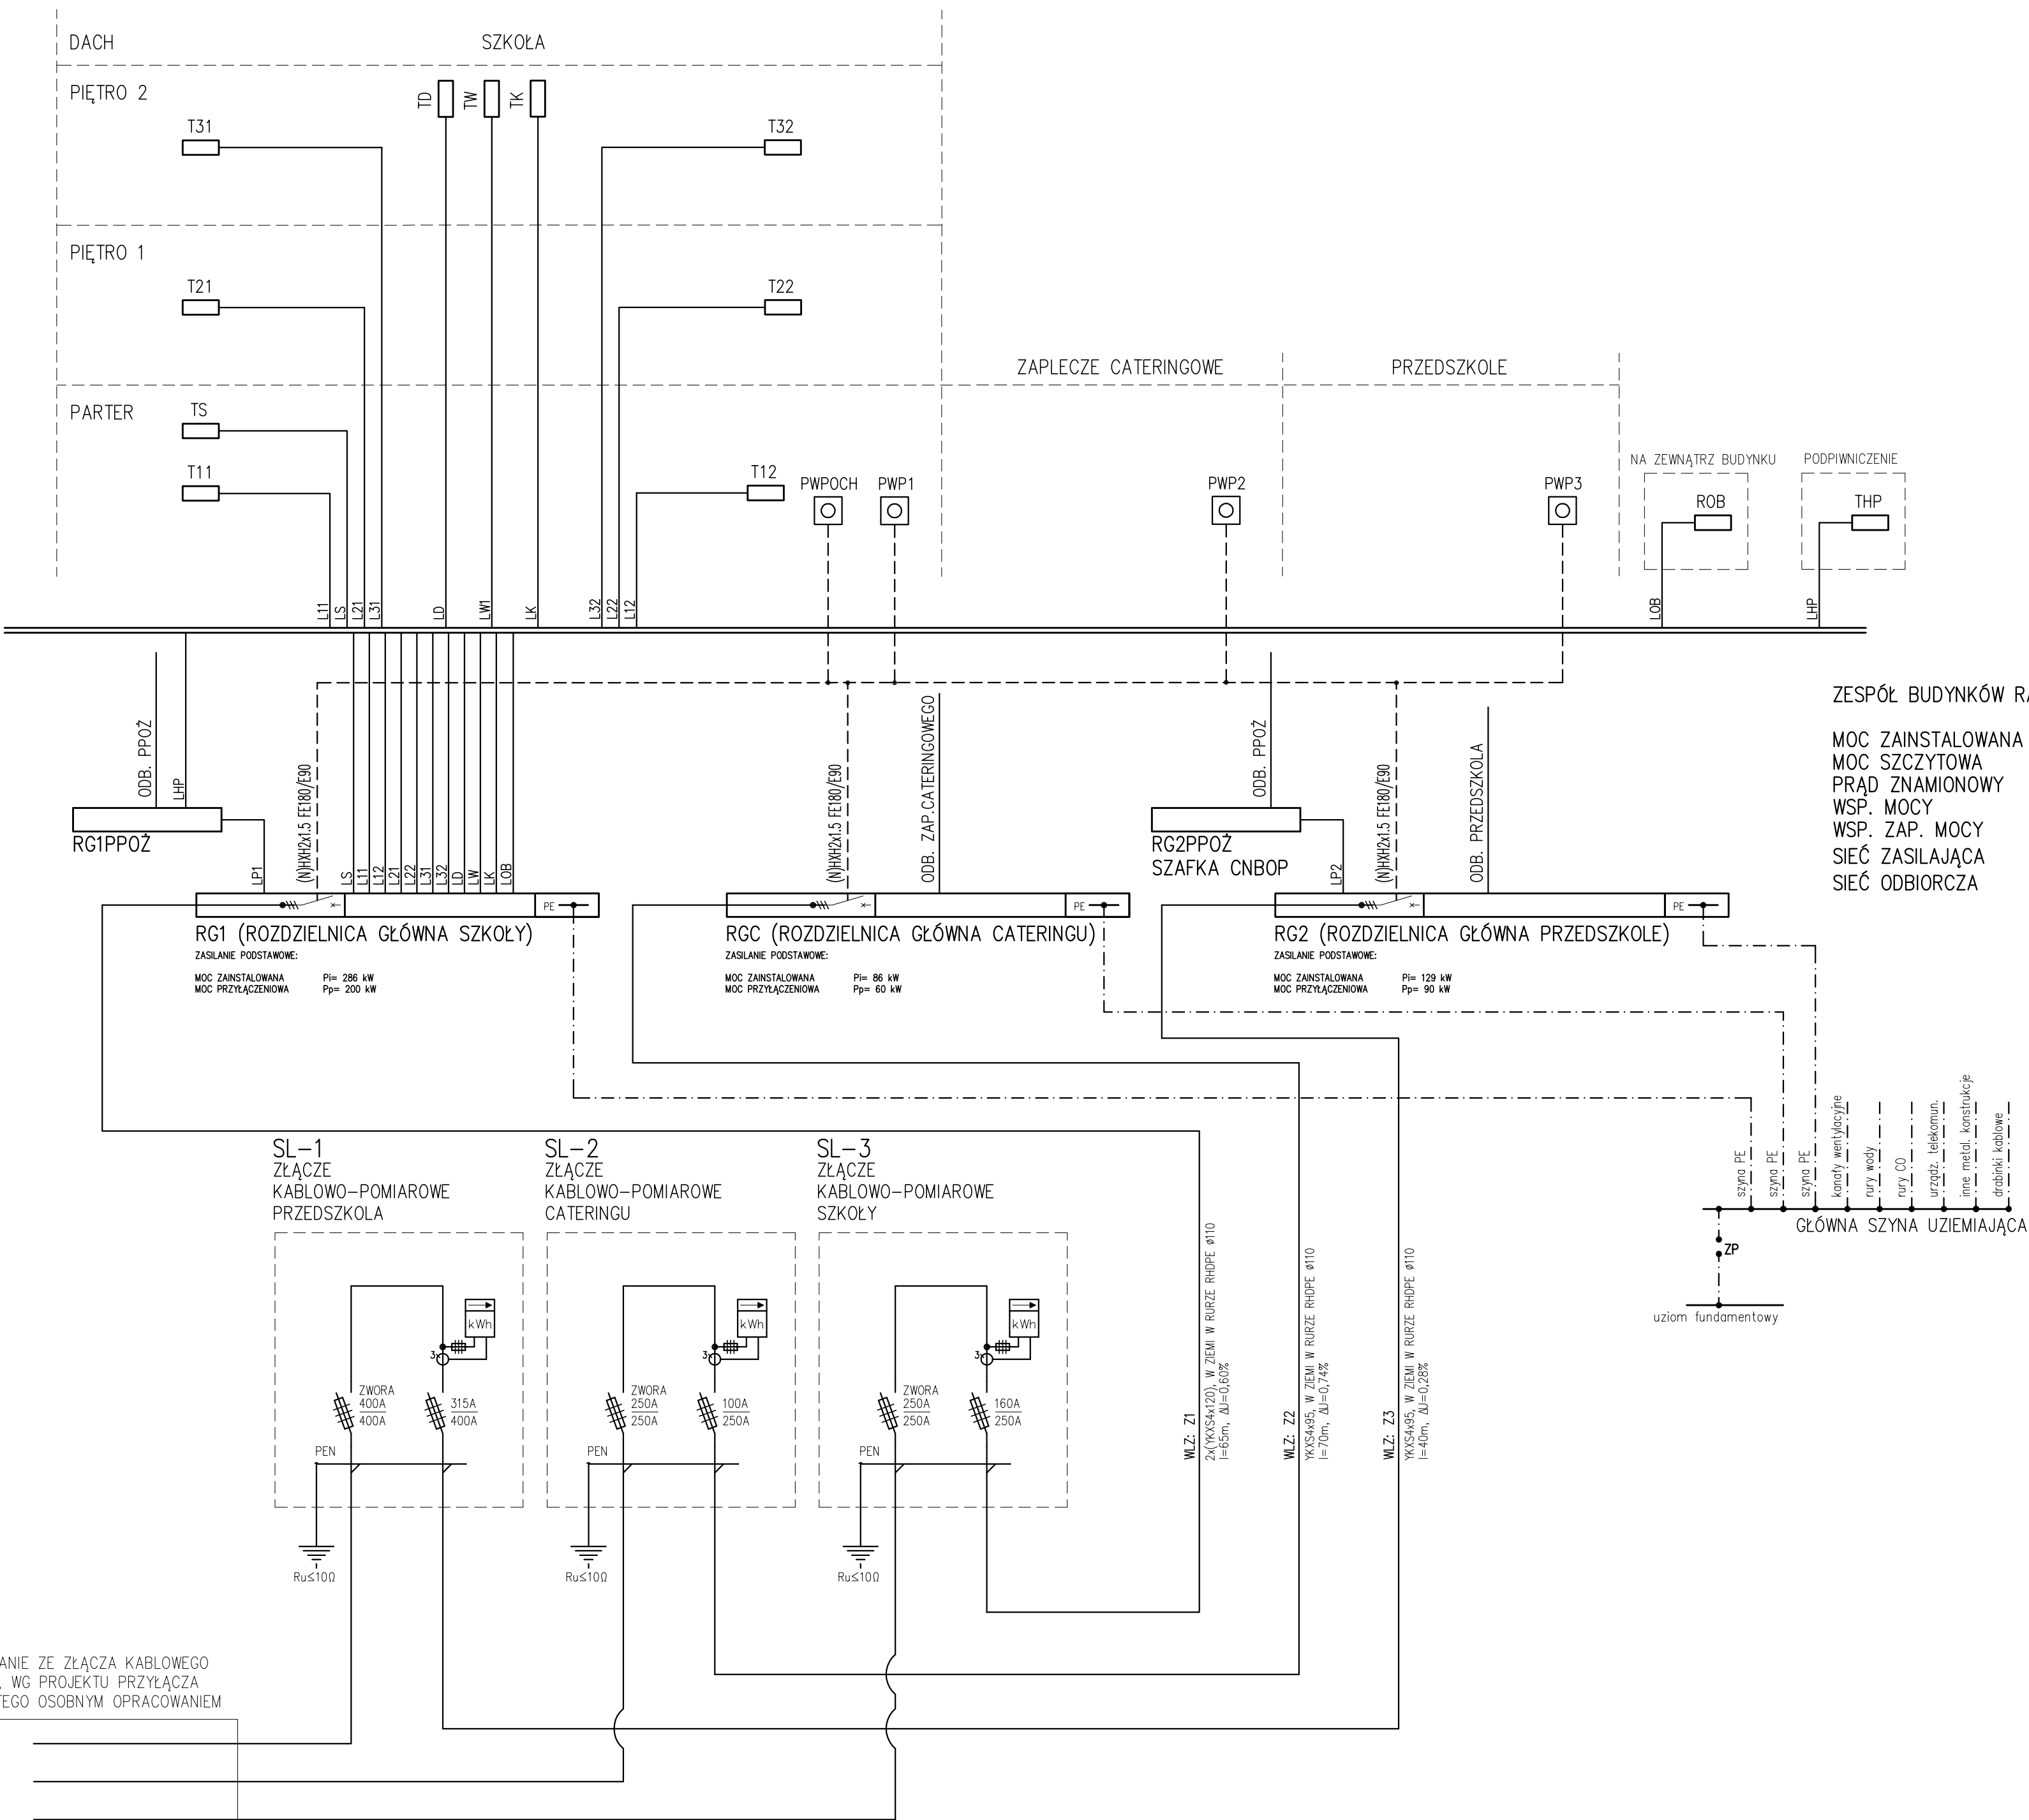 DACH
SZKOŁA
PIĘTRO 2
TD
TW
TK
T31
T32
PIĘTRO 1
T21
T22
ZAPLECZE CATERINGOWE
PRZEDSZKOLE
PARTER
TS
T11
T12
PWPOCH
PWP1
PWP2
PWP3
NA ZEWNĄTRZ BUDYNKU
PODPIWNICZENIE
ROB
THP
L11
LS
L21
L31
LD
LW1
LK
L32
L22
L12
LOB
LHP
ODB. PPOŻ
LHP
RG1PPOŻ
LP1
(N)HXH2x1.5 FE180/E90
LS
L11
L12
L21
L22
L31
L32
LD
LW
LK
LOB
(N)HXH2x1.5 FE180/E90
ODB. ZAP.CATERINGOWEGO
ODB. PPOŻ
RG2PPOŻ
SZAFKA CNBOP
LP2
(N)HXH2x1.5 FE180/E90
ODB. PRZEDSZKOLA
ZESPÓŁ BUDYNKÓW
MOC ZAINSTALOWANA
MOC SZCZYTOWA
PRĄD ZNAMIONOWY
WSP. MOCY
WSP. ZAP. MOCY
SIEĆ ZASILAJĄCA
SIEĆ ODBIORCZA
PE
PE
PE
RG1 (ROZDZIELNICA GŁÓWNA SZKOŁY)
ZASILANIE PODSTAWOWE:
MOC ZAINSTALOWANA Pi= 286 kW
MOC PRZYŁĄCZENIOWA Pp= 200 kW
RGC (ROZDZIELNICA GŁÓWNA CATERINGU)
ZASILANIE PODSTAWOWE:
MOC ZAINSTALOWANA Pi= 86 kW
MOC PRZYŁĄCZENIOWA Pp= 60 kW
RG2 (ROZDZIELNICA GŁÓWNA PRZEDSZKOLE)
ZASILANIE PODSTAWOWE:
MOC ZAINSTALOWANA Pi= 129 kW
MOC PRZYŁĄCZENIOWA Pp= 90 kW
SL-1
ZŁĄCZE
KABLOWO-POMIAROWE
PRZEDSZKOLA
kWh
3x
ZWORA
400A
400A
315A
400A
PEN
Ru≤10Ω
SL-2
ZŁĄCZE
KABLOWO-POMIAROWE
CATERINGU
kWh
3x
ZWORA
250A
250A
100A
250A
PEN
Ru≤10Ω
SL-3
ZŁĄCZE
KABLOWO-POMIAROWE
SZKOŁY
kWh
3x
ZWORA
250A
250A
160A
250A
PEN
Ru≤10Ω
WLZ: Z1
2x(YKXS4x120), W ZIEMI W RURZE RHDPE ø110
l=65m, ΔU=0,60%
WLZ: Z2
YKXS4x95, W ZIEMI W RURZE RHDPE ø110
l=70m, ΔU=0,74%
WLZ: Z3
YKXS4x95, W ZIEMI W RURZE RHDPE ø110
l=40m, ΔU=0,28%
szyna PE
szyna PE
szyna PE
kanały wentylacyjne
rury wody
rury CO
urządz. telekomun.
inne metal. konstrukcje
drabinki kablowe
GŁÓWNA SZYNA UZIEMIAJĄCA
ZP
uziom fundamentowy
ANIE ZE ZŁĄCZA KABLOWEGO
, WG PROJEKTU PRZYŁĄCZA
TEGO OSOBNYM OPRACOWANIEM